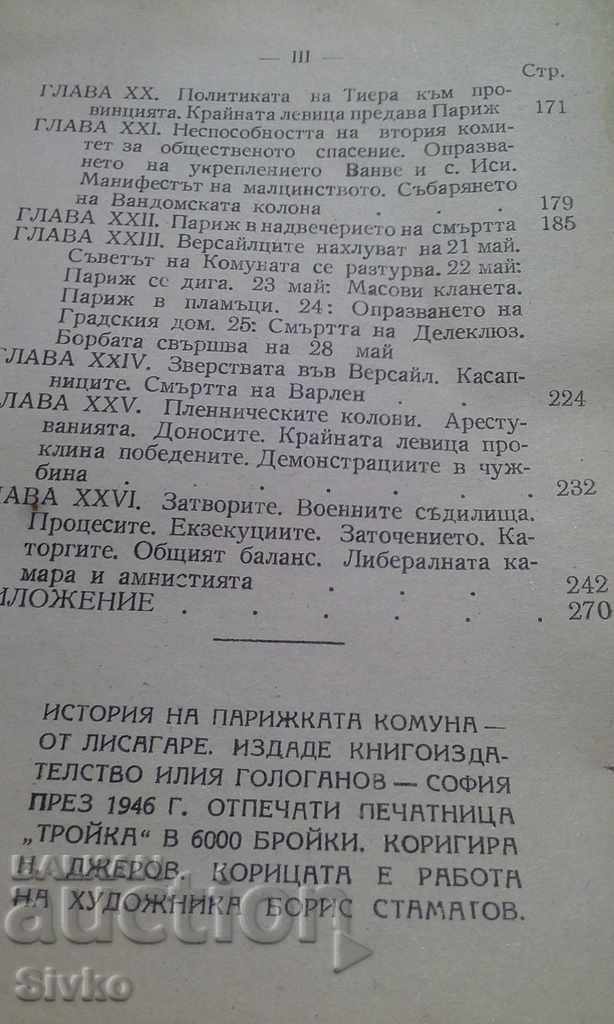 — III —
Стр.
ГЛАВА XX. Политиката на Тиера към про-
винцията. Крайната левица предава Париж 171
ГЛАВА XXI. Неспособността на втория коми-
тет за общественото спасение. Опразва-
нето на укреплението Ванве и с. Иси.
Манифестът на малцинството. Събарянето
на Вандомската колона . . . 179
ГЛАВА XXII. Париж в надвечерието на смъртта 185
ГЛАВА XXIII. Версайлците нахлуват на 21 май.
Съветът на Комуната се разтурва. 22 май:
Париж се дига. 23 май: Масови кланета.
Париж в пламъци. 24: Опразването на
Градския дом. 25: Смъртта на Делеклюз.
Борбата свършва на 28 май
ГЛАВА XXIV. Зверствата във Версайл. Касап-
ниците. Смъртта на Варлен . . 224
ЛАВА XXV. Пленническите колони. Аресту-
ванията. Доносите. Крайната левица про-
клина победените. Демонстрациите в чуж-
бина . . . . . . 232
ЛАВА XXVI. Затворите. Военните съдилища.
Процесите. Екзекуциите. Заточението. Ка-
торгите. Общият баланс. Либералната ка-
мара и амнистията . . . 242
ИЛОЖЕНИЕ . . . . . . 270
ИСТОРИЯ НА ПАРИЖКАТА КОМУНА —
ОТ ЛИСАГАРЕ. ИЗДАДЕ КНИГОИЗДА-
ТЕЛСТВО ИЛИЯ ГОЛОГАНОВ — СОФИЯ
ПРЕЗ 1946 Г. ОТПЕЧАТИ ПЕЧАТНИЦА
„ТРОЙКА“ В 6000 БРОЙКИ. КОРИГИРА
Н. ДЖЕРОВ. КОРИЦАТА Е РАБОТА
НА ХУДОЖНИКА БОРИС СТАМАТОВ.
BALKAN
auction
Sivko